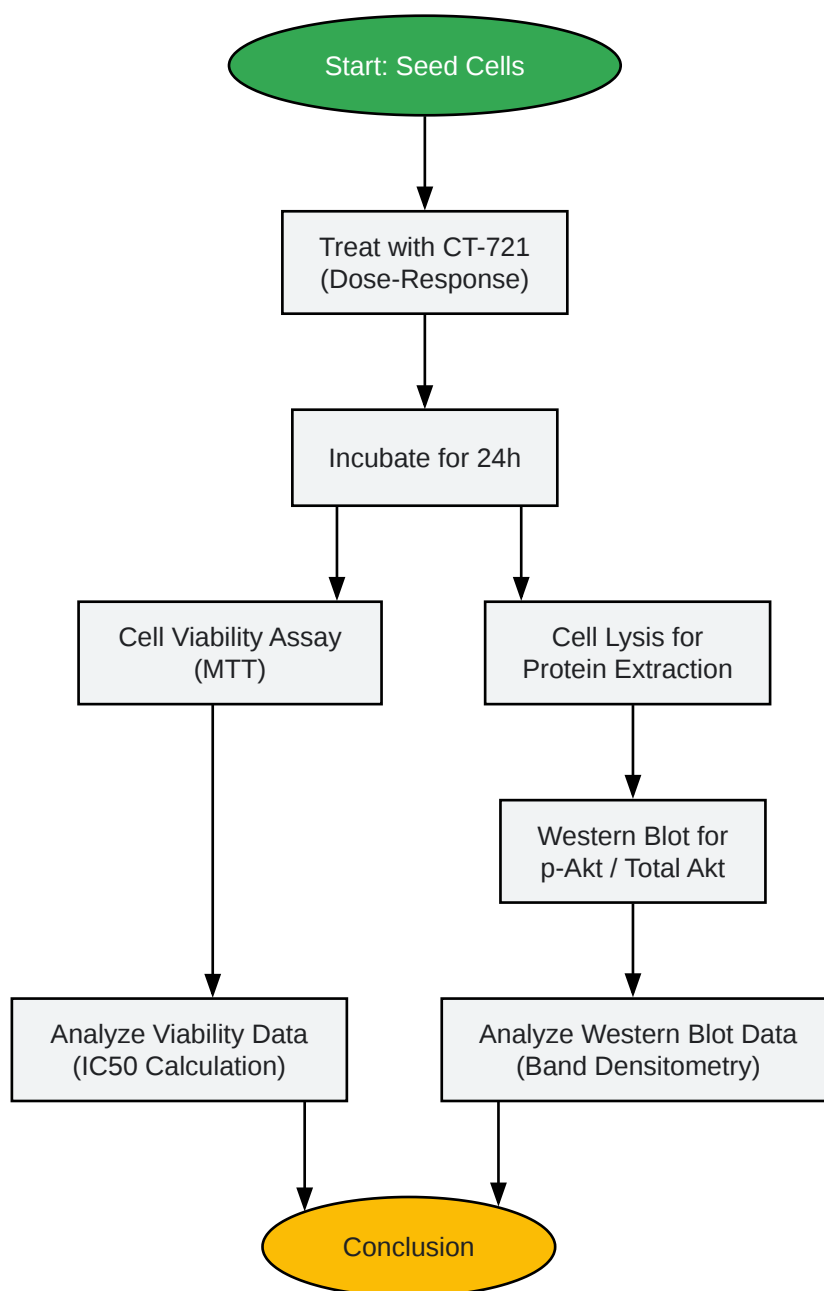 Start: Seed Cells
Treat with CT-721
(Dose-Response)
Incubate for 24h
Cell Viability Assay
(MTT)
Cell Lysis for
Protein Extraction
Western Blot for
p-Akt / Total Akt
Analyze Viability Data
(IC50 Calculation)
Analyze Western Blot Data
(Band Densitometry)
Conclusion